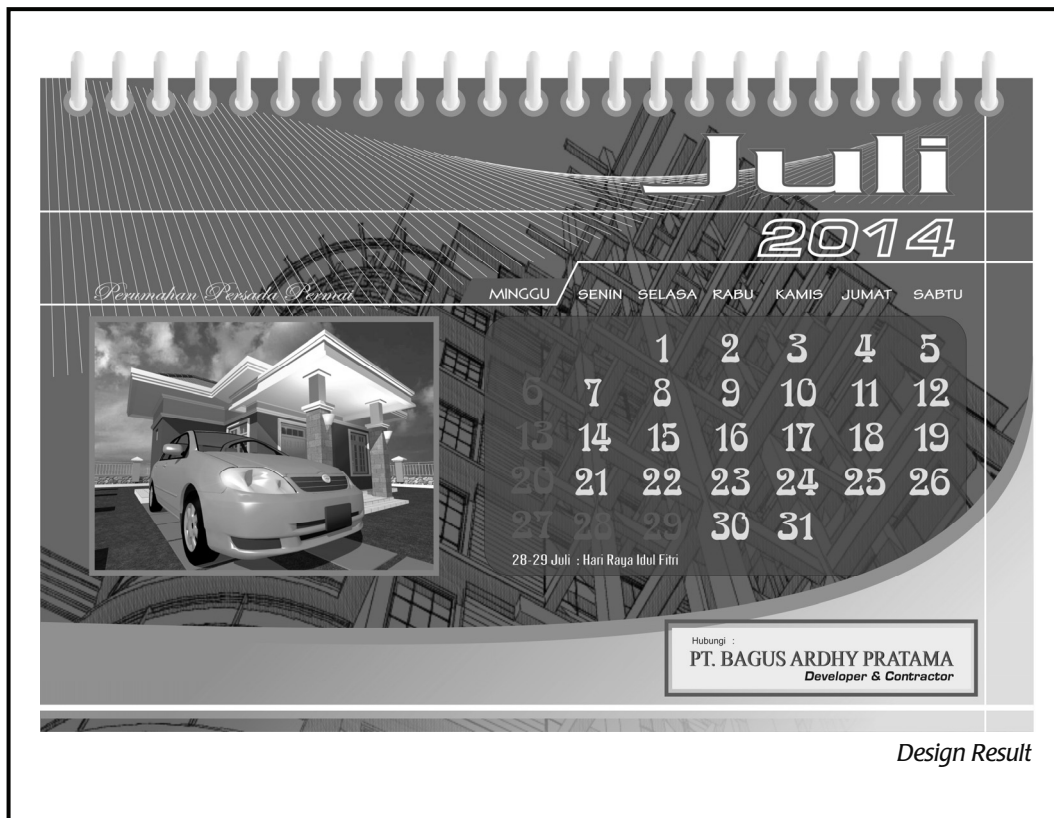 Juli
2014
Perumahan Persada Permai
MINGGU SENIN SELASA RABU KAMIS JUMAT SABTU
1 2 3 4 5
6 7 8 9 10 11 12
13 14 15 16 17 18 19
20 21 22 23 24 25 26
27 28 29 30 31
28-29 Juli : Hari Raya Idul Fitri
Hubungi :
PT. BAGUS ARDHY PRATAMA
Developer & Contractor
Design Result